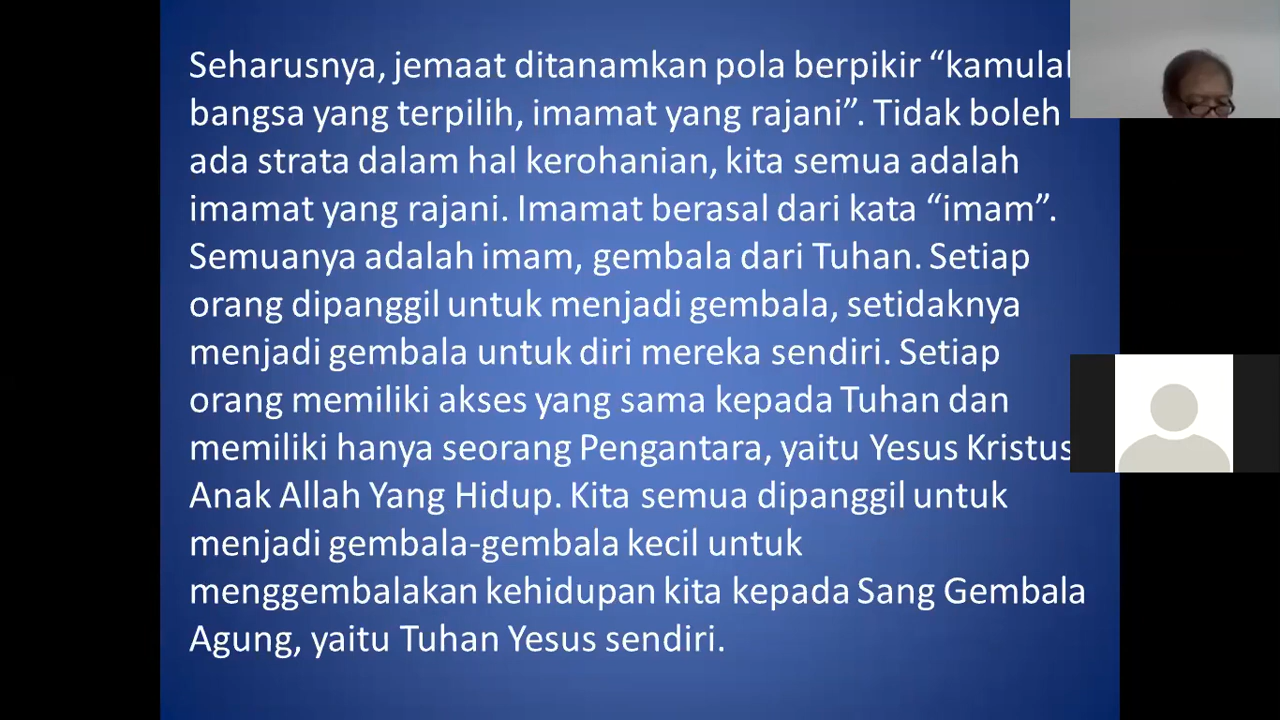 Seharusnya, jemaat ditanamkan pola berpikir “kamulah
bangsa yang terpilih, imamat yang rajani”. Tidak boleh
ada strata dalam hal kerohanian, kita semua adalah
imamat yang rajani. Imamat berasal dari kata “imam”.
Semuanya adalah imam, gembala dari Tuhan. Setiap
orang dipanggil untuk menjadi gembala, setidaknya
menjadi gembala untuk diri mereka sendiri. Setiap
orang memiliki akses yang sama kepada Tuhan dan
memiliki hanya seorang Pengantara, yaitu Yesus Kristus
Anak Allah Yang Hidup. Kita semua dipanggil untuk
menjadi gembala-gembala kecil untuk
menggembalakan kehidupan kita kepada Sang Gembala
Agung, yaitu Tuhan Yesus sendiri.